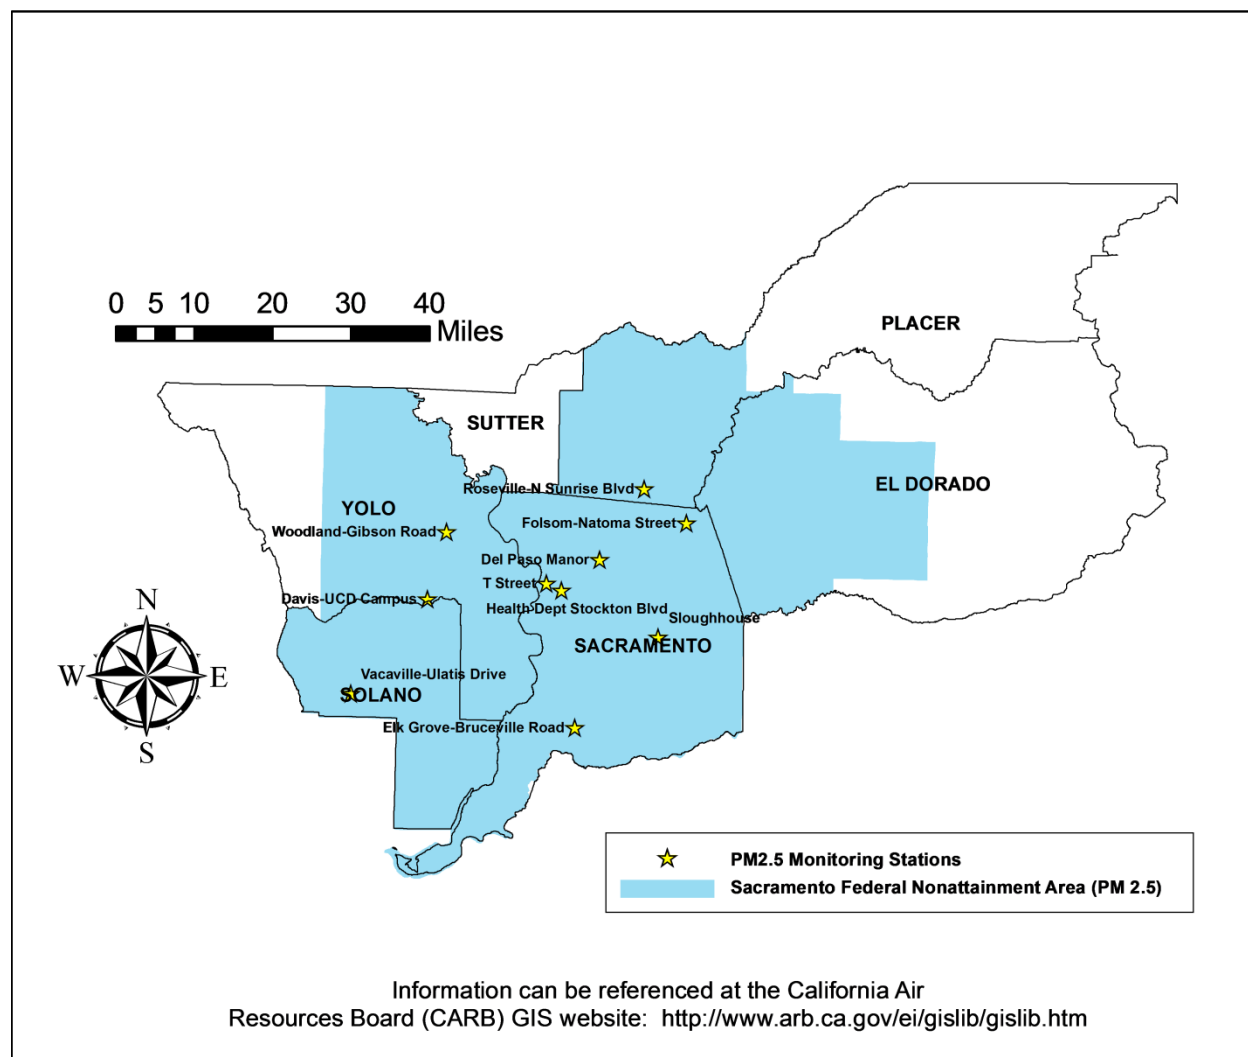 0 5 10 20 30 40
Miles
PLACER
SUTTER
EL DORADO
Roseville-N Sunrise Blvd
YOLO
Folsom-Natoma Street
Woodland-Gibson Road
Del Paso Manor
T Street
Davis-UCD Campus
Health Dept Stockton Blvd
Sloughhouse
SACRAMENTO
N
W
E
S
Vacaville-Ulatis Drive
SOLANO
Elk Grove-Bruceville Road
PM2.5 Monitoring Stations
Sacramento Federal Nonattainment Area (PM 2.5)
Information can be referenced at the California Air
Resources Board (CARB) GIS website: http://www.arb.ca.gov/ei/gislib/gislib.htm